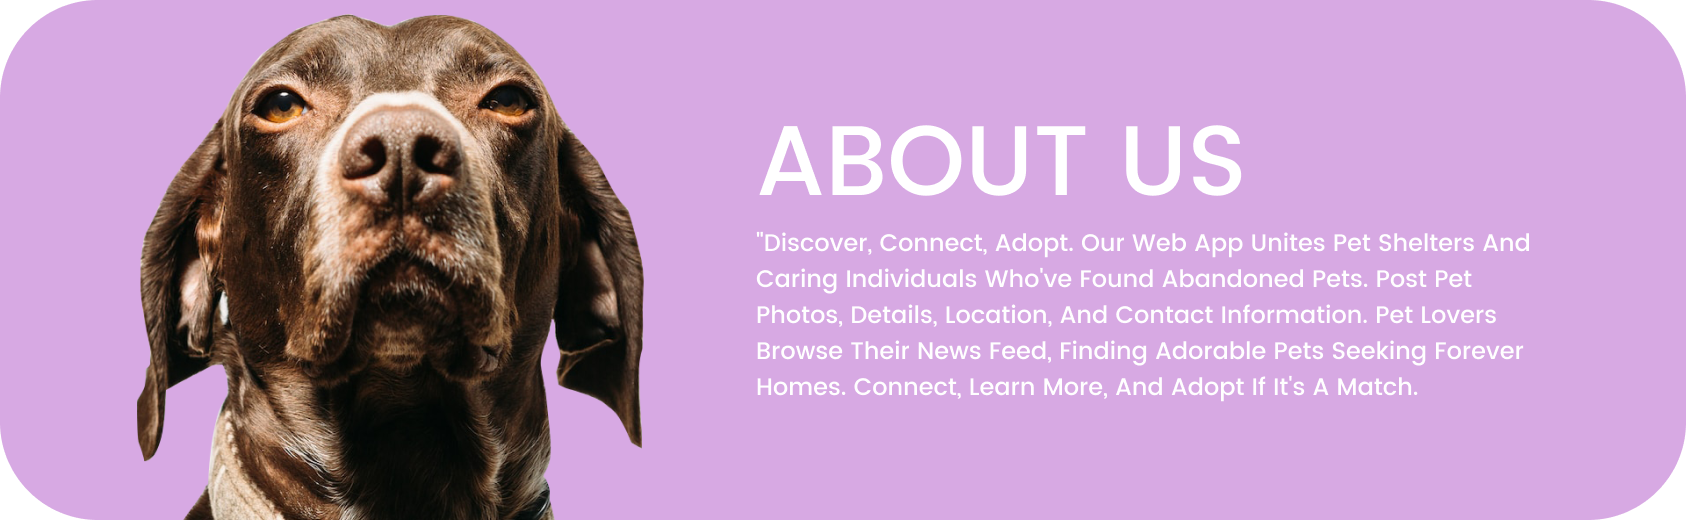 ABOUT US
"Discover, Connect, Adopt. Our Web App Unites Pet Shelters And
Caring Individuals Who've Found Abandoned Pets. Post Pet
Photos, Details, Location, And Contact Information. Pet Lovers
Browse Their News Feed, Finding Adorable Pets Seeking Forever
Homes. Connect, Learn More, And Adopt If It's A Match.